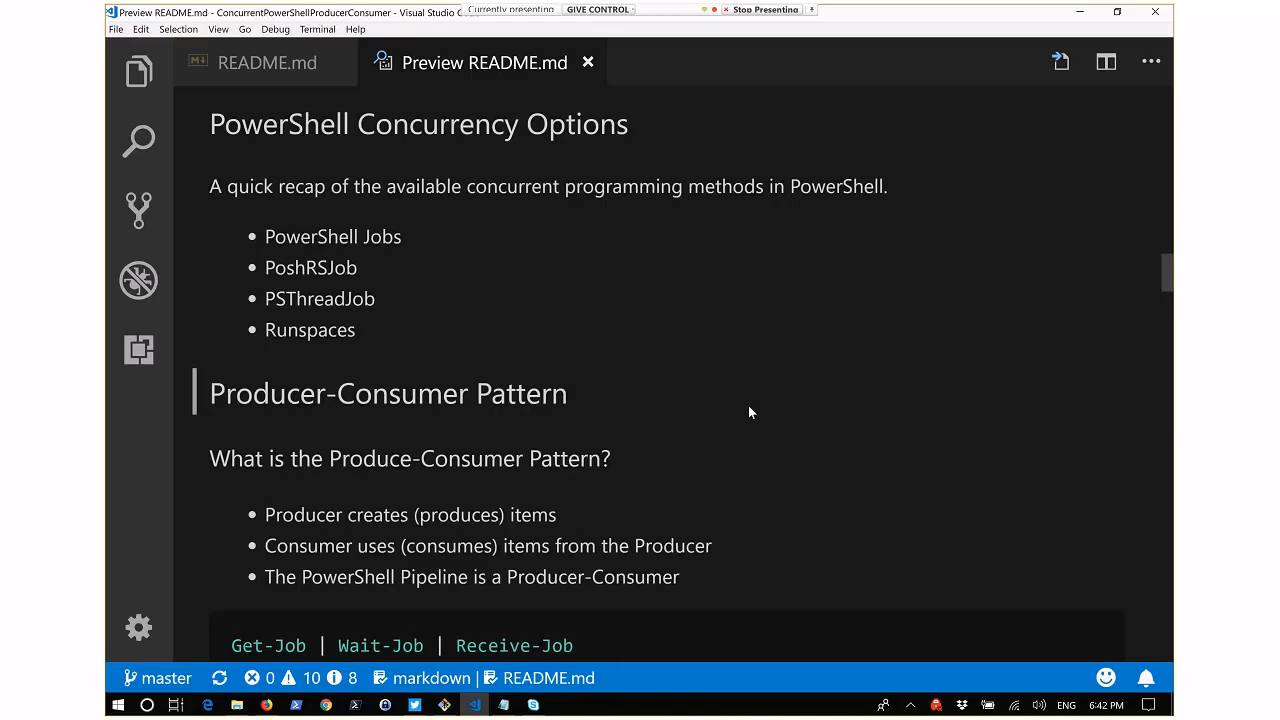 Preview README.md - ConcurrentPowerShellProducerConsumer - Visual Studio
Currently presenting GIVE CONTROL Stop Presenting
File Edit Selection View Go Debug Terminal Help
README.md Preview README.md
PowerShell Concurrency Options
A quick recap of the available concurrent programming methods in PowerShell.
• PowerShell Jobs
• PoshRSJob
• PSThreadJob
• Runspaces
Producer-Consumer Pattern
What is the Produce-Consumer Pattern?
• Producer creates (produces) items
• Consumer uses (consumes) items from the Producer
• The PowerShell Pipeline is a Producer-Consumer
Get-Job | Wait-Job | Receive-Job
master 0 10 8 markdown | README.md
ENG 6:42 PM